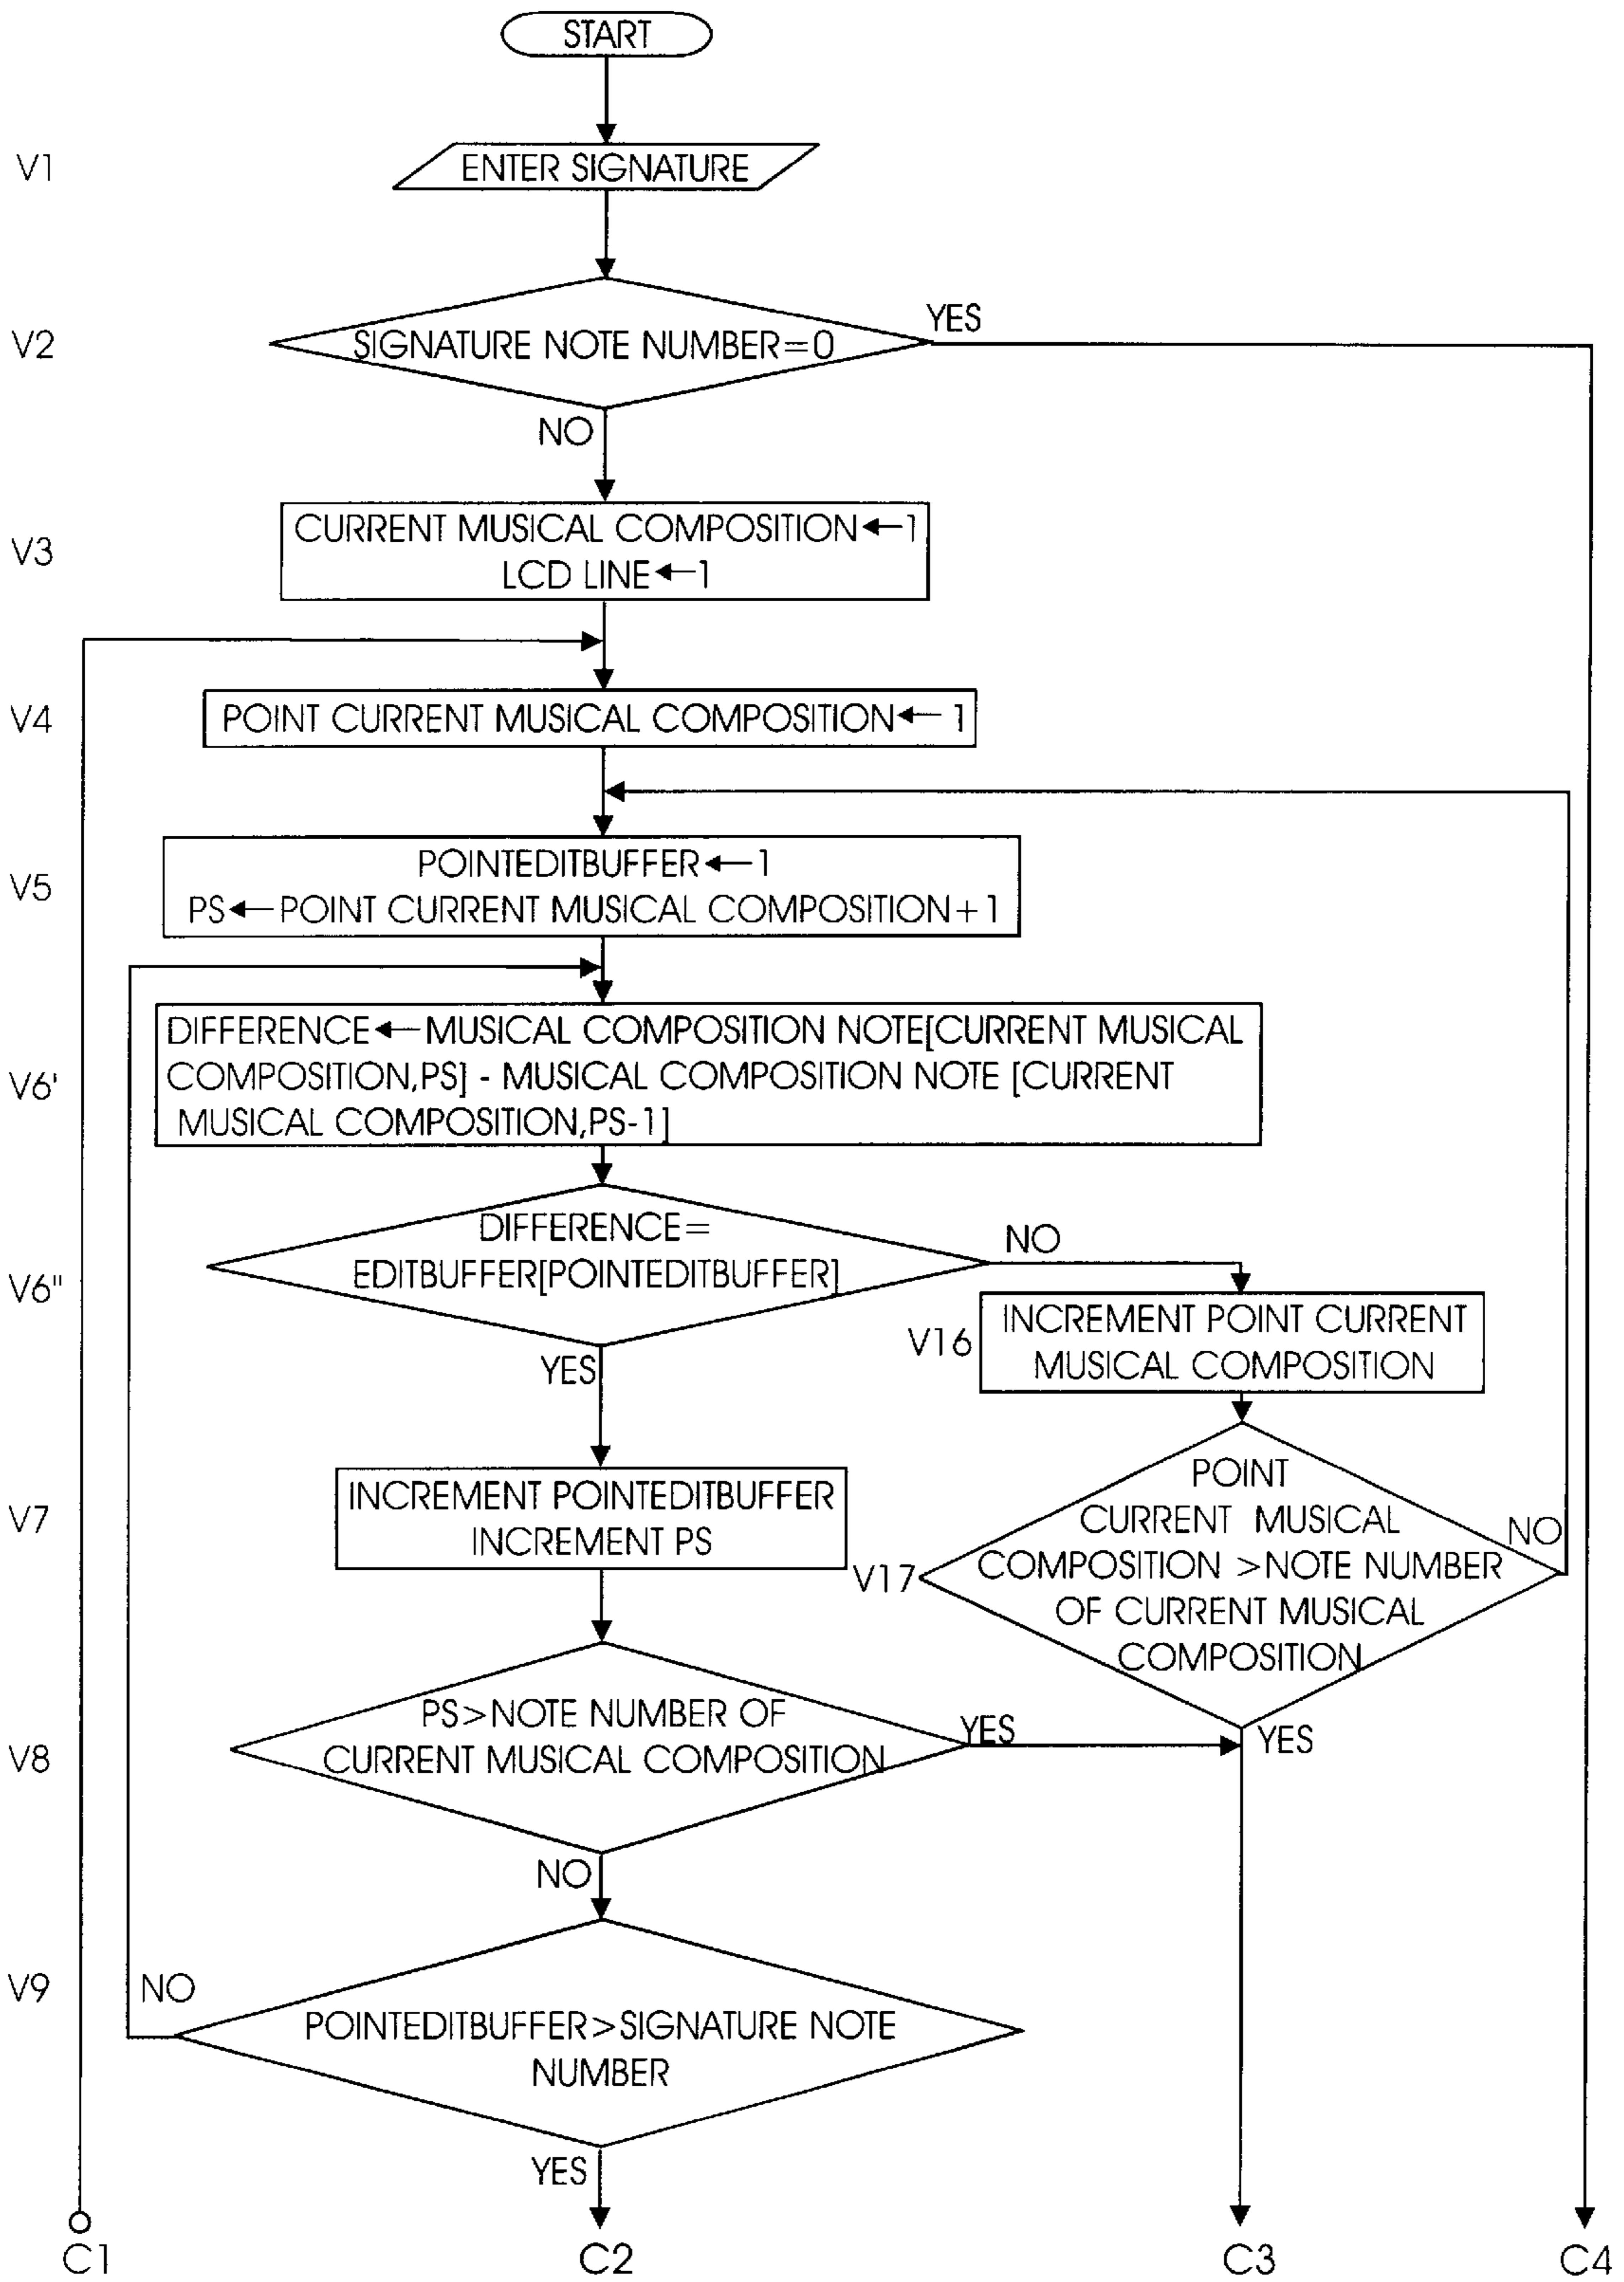 START
V1
ENTER SIGNATURE
V2
SIGNATURE NOTE NUMBER=0
YES
NO
V3
CURRENT MUSICAL COMPOSITION←1
LCD LINE←1
V4
POINT CURRENT MUSICAL COMPOSITION← 1
V5
POINTEDITBUFFER←1
PS←POINT CURRENT MUSICAL COMPOSITION+1
V6'
DIFFERENCE←MUSICAL COMPOSITION NOTE[CURRENT MUSICAL
COMPOSITION,PS] - MUSICAL COMPOSITION NOTE [CURRENT
MUSICAL COMPOSITION,PS-1]
V6"
DIFFERENCE=
EDITBUFFER[POINTEDITBUFFER]
NO
YES
V16
INCREMENT POINT CURRENT
MUSICAL COMPOSITION
V7
INCREMENT POINTEDITBUFFER
INCREMENT PS
V17
POINT
CURRENT MUSICAL
COMPOSITION >NOTE NUMBER
OF CURRENT MUSICAL
COMPOSITION
NO
YES
V8
PS>NOTE NUMBER OF
CURRENT MUSICAL COMPOSITION
YES
NO
V9
NO
POINTEDITBUFFER>SIGNATURE NOTE
NUMBER
YES
C1
C2
C3
C4